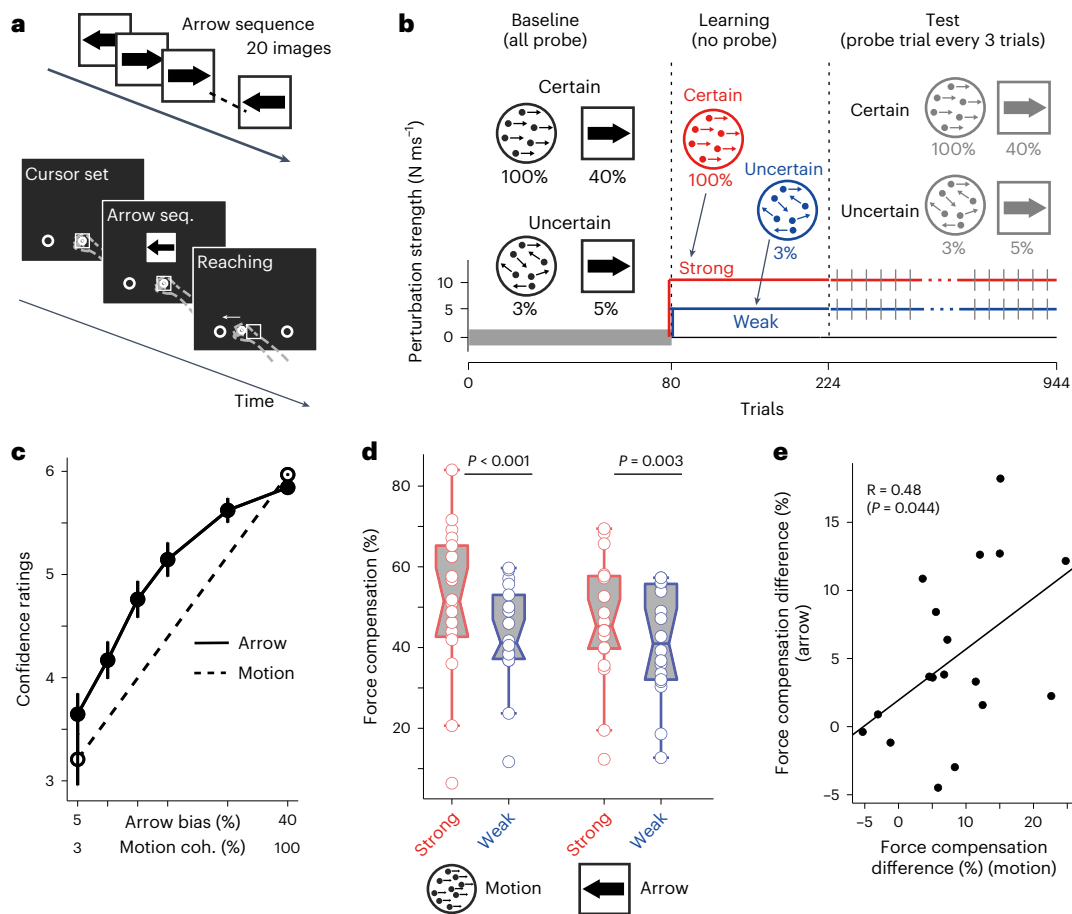 a
Arrow sequence
20 images
Cursor set
Arrow seq.
Reaching
Time
b
Baseline
(all probe)
Learning
(no probe)
Test
(probe trial every 3 trials)
Certain
100%
40%
Uncertain
3%
5%
Certain
100%
Uncertain
3%
Strong
Weak
Certain
100%
40%
Uncertain
3%
5%
Perturbation strength (N ms⁻¹)
10
5
0
0
80
224
944
Trials
c
Confidence ratings
6
5
4
3
Arrow
Motion
5
Arrow bias (%)
40
3
Motion coh. (%)
100
d
P < 0.001
P = 0.003
Force compensation (%)
80
60
40
20
Strong
Weak
Strong
Weak
Motion
Arrow
e
R = 0.48
(P = 0.044)
Force compensation difference (%)
(arrow)
15
10
5
0
−5
−5
0
10
20
Force compensation
difference (%) (motion)